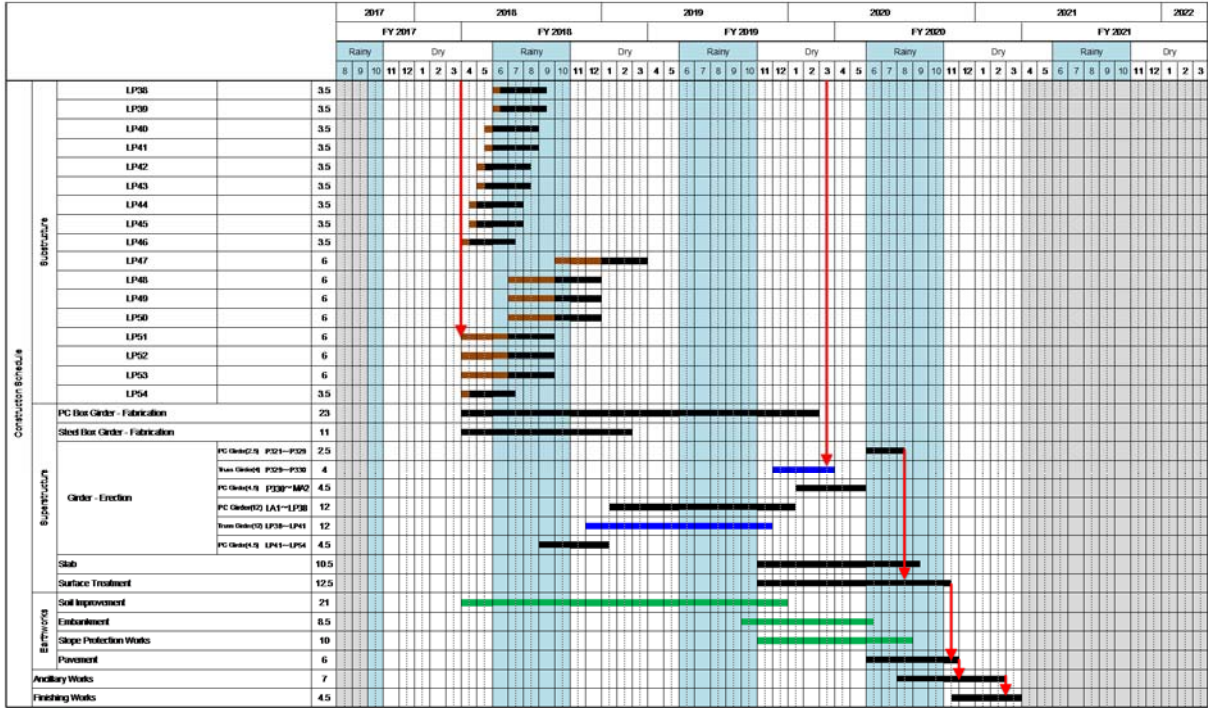 2017 2018 2019 2020 2021 2022
FY 2017 FY 2018 FY 2019 FY 2020 FY 2021
Rainy Dry Rainy Dry Rainy Dry Rainy Dry Rainy Dry
8 9 10 11 12 1 2 3 4 5 6 7 8 9 10 11 12 1 2 3 4 5 6 7 8 9 10 11 12 1 2 3 4 5 6 7 8 9 10 11 12 1 2 3 4 5 6 7 8 9 10 11 12 1 2 3
Construction Schedule
Substructure
LP38 3.5
LP39 3.5
LP40 3.5
LP41 3.5
LP42 3.5
LP43 3.5
LP44 3.5
LP45 3.5
LP46 3.5
LP47 6
LP48 6
LP49 6
LP50 6
LP51 6
LP52 6
LP53 6
LP54 3.5
Superstructure
PC Box Girder - Fabrication 23
Steel Box Girder - Fabrication 11
Girder - Erection
PC Girder(2.5) P321~P329 2.5
Truss Girder(4) P329~P330 4
PC Girder(4.5) P330~MA2 4.5
PC Girder(12) LA1~LP38 12
Truss Girder(12) LP38~LP41 12
PC Girder(4.5) LP41~LP54 4.5
Slab 10.5
Surface Treatment 12.5
Earthworks
Soil Improvement 21
Embankment 8.5
Slope Protection Works 10
Pavement 6
Ancillary Works 7
Finishing Works 4.5